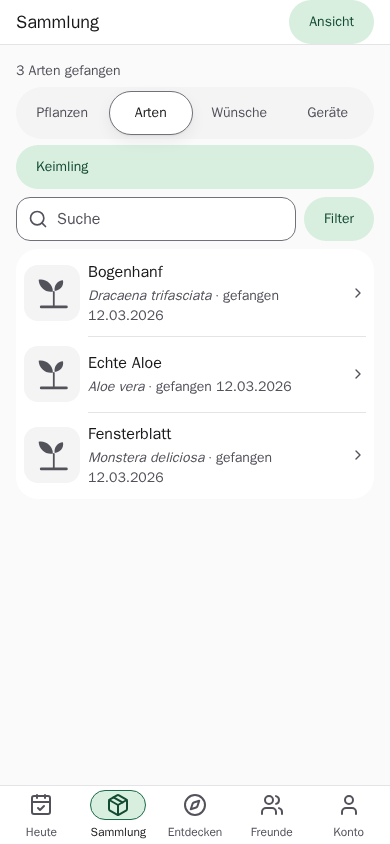 Sammlung
Ansicht
3 Arten gefangen
Pflanzen
Arten
Wünsche
Geräte
Keimling
Suche
Filter
Bogenhanf
Dracaena trifasciata · gefangen
12.03.2026
Echte Aloe
Aloe vera · gefangen 12.03.2026
Fensterblatt
Monstera deliciosa · gefangen
12.03.2026
Heute
Sammlung
Entdecken
Freunde
Konto